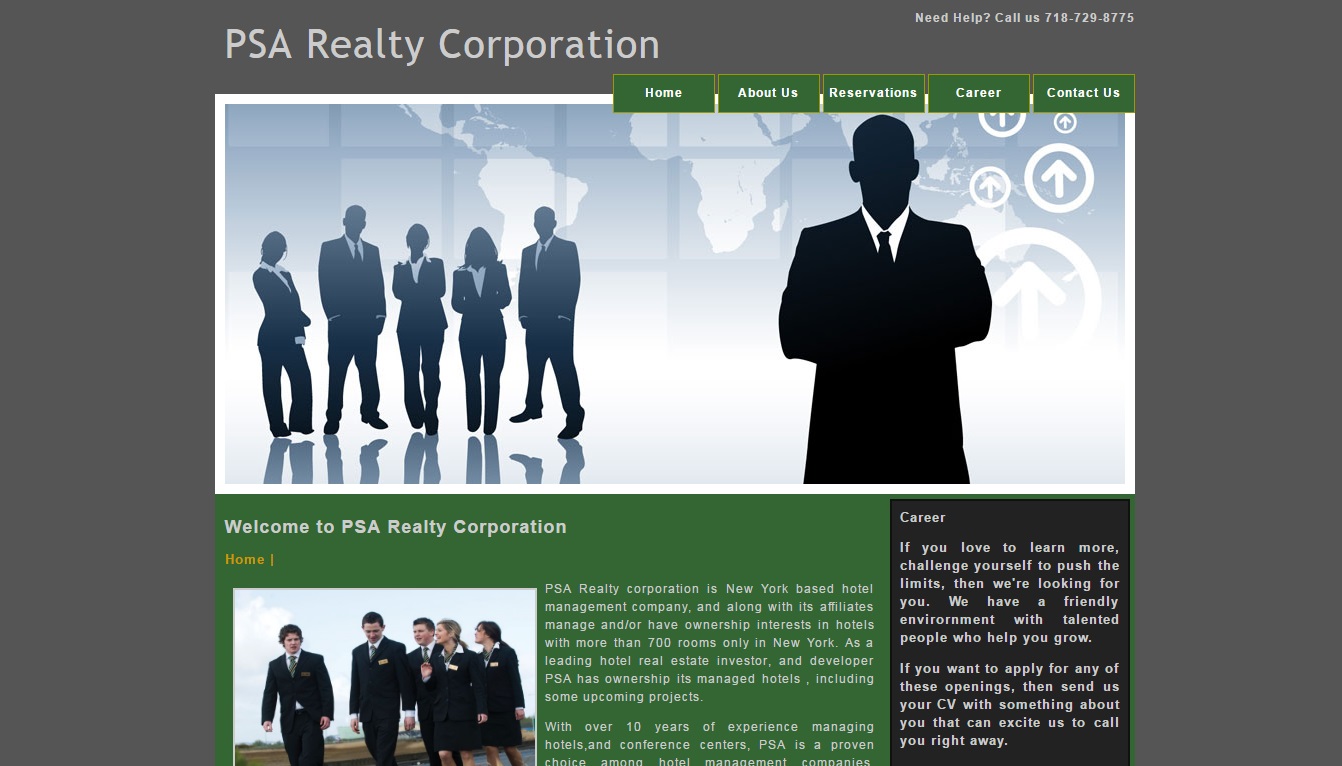 Need Help? Call us 718-729-8775
PSA Realty Corporation
Home
About Us
Reservations
Career
Contact Us
Welcome to PSA Realty Corporation
Home |
PSA Realty corporation is New York based hotel
management company, and along with its affiliates
manage and/or have ownership interests in hotels
with more than 700 rooms only in New York. As a
leading hotel real estate investor, and developer
PSA has ownership its managed hotels , including
some upcoming projects.
With over 10 years of experience managing
hotels,and conference centers, PSA is a proven
choice among hotel management companies.
Career
If you love to learn more,
challenge yourself to push the
limits, then we're looking for
you. We have a friendly
envirornment with talented
people who help you grow.
If you want to apply for any of
these openings, then send us
your CV with something about
you that can excite us to call
you right away.